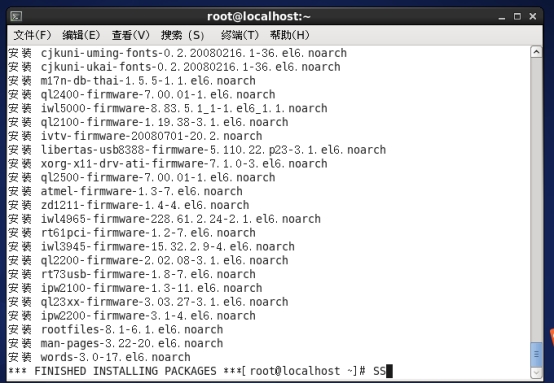 root@localhost:~
文件(F) 编辑(E) 查看(V) 搜索 (S) 终端(T) 帮助(H)
安装 cjkuni-uming-fonts-0.2.20080216.1-36.el6.noarch
安装 cjkuni-ukai-fonts-0.2.20080216.1-36.el6.noarch
安装 m17n-db-thai-1.5.5-1.1.el6.noarch
安装 ql2400-firmware-7.00.01-1.el6.noarch
安装 iwl5000-firmware-8.83.5.1_1-1.el6_1.1.noarch
安装 ql2100-firmware-1.19.38-3.1.el6.noarch
安装 ivtv-firmware-20080701-20.2.noarch
安装 libertas-usb8388-firmware-5.110.22.p23-3.1.el6.noarch
安装 xorg-x11-drv-ati-firmware-7.1.0-3.el6.noarch
安装 ql2500-firmware-7.00.01-1.el6.noarch
安装 atmel-firmware-1.3-7.el6.noarch
安装 zd1211-firmware-1.4-4.el6.noarch
安装 iwl4965-firmware-228.61.2.24-2.1.el6.noarch
安装 rt61pci-firmware-1.2-7.el6.noarch
安装 iwl3945-firmware-15.32.2.9-4.el6.noarch
安装 ql2200-firmware-2.02.08-3.1.el6.noarch
安装 rt73usb-firmware-1.8-7.el6.noarch
安装 ipw2100-firmware-1.3-11.el6.noarch
安装 ql23xx-firmware-3.03.27-3.1.el6.noarch
安装 ipw2200-firmware-3.1-4.el6.noarch
安装 rootfiles-8.1-6.1.el6.noarch
安装 man-pages-3.22-20.el6.noarch
安装 words-3.0-17.el6.noarch
*** FINISHED INSTALLING PACKAGES ***[root@localhost ~]# SS